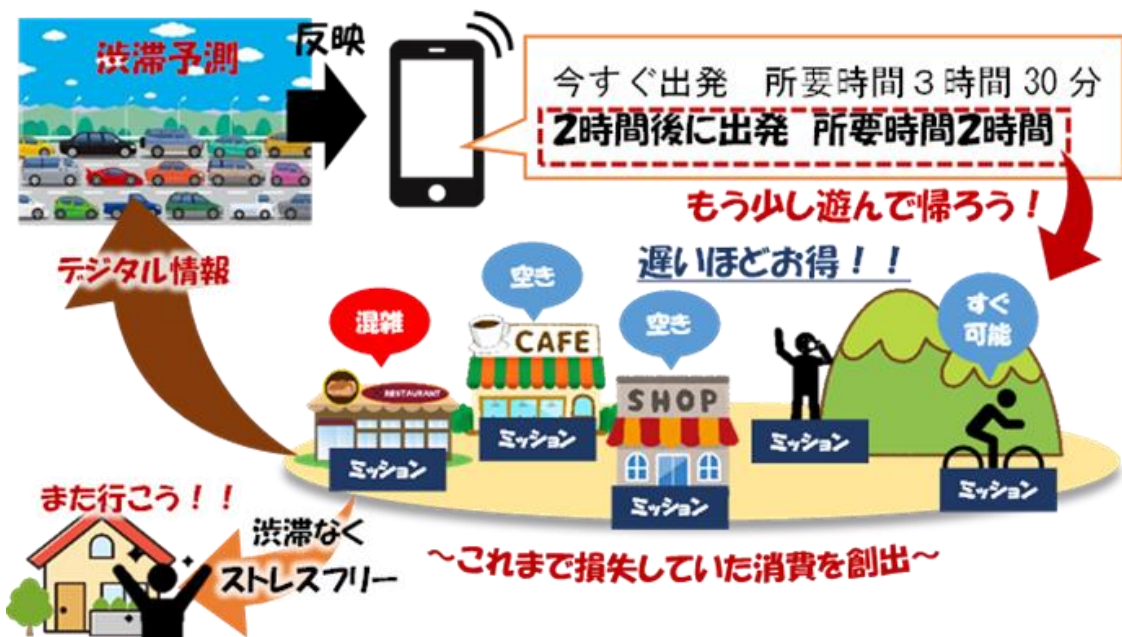 渋滞予測
反映
今すぐ出発 所要時間３時間 30 分
2時間後に出発 所要時間2時間
もう少し遊んで帰ろう！
デジタル情報
遅いほどお得！！
混雑
空き
空き
すぐ
可能
RESTAURANT
CAFE
SHOP
ミッション
ミッション
ミッション
ミッション
ミッション
また行こう！！
渋滞なく
ストレスフリー
～これまで損失していた消費を創出～